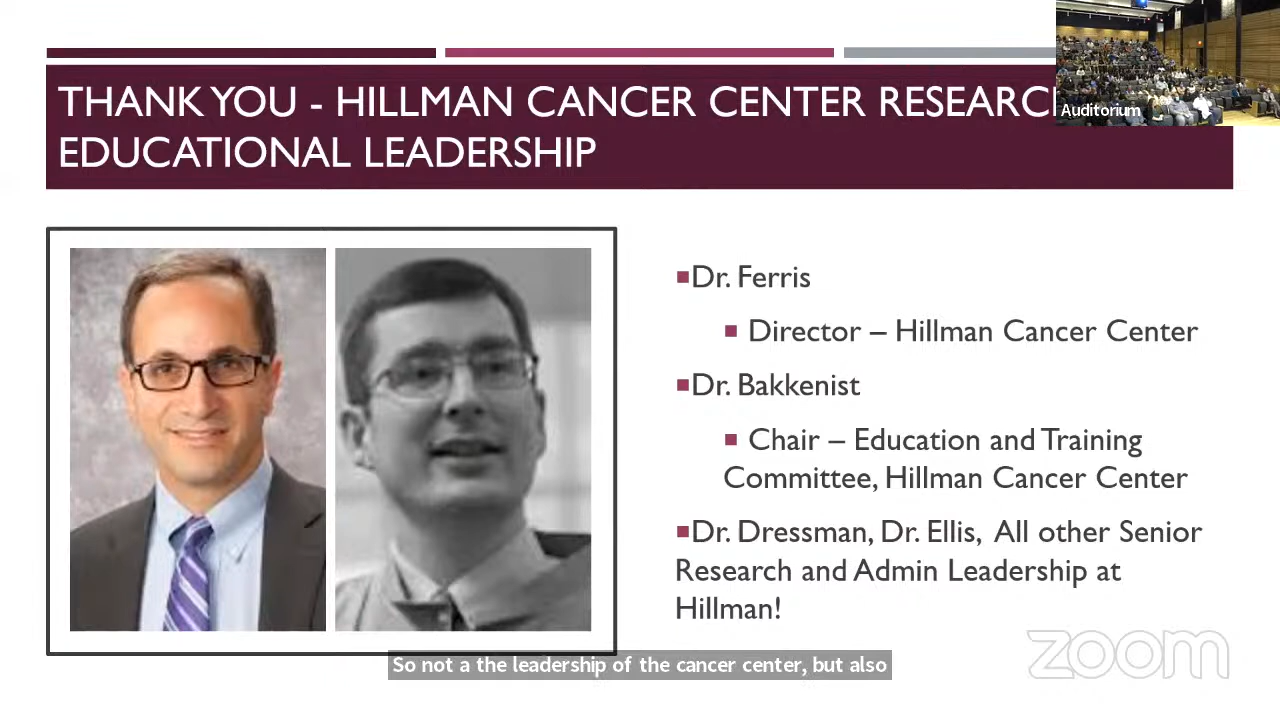 THANK YOU - HILLMAN CANCER CENTER RESEARC
EDUCATIONAL LEADERSHIP
Auditorium
▪Dr. Ferris
▪ Director – Hillman Cancer Center
▪Dr. Bakkenist
▪ Chair – Education and Training
Committee, Hillman Cancer Center
▪Dr. Dressman, Dr. Ellis, All other Senior
Research and Admin Leadership at
Hillman!
So not a the leadership of the cancer center, but also
zoom